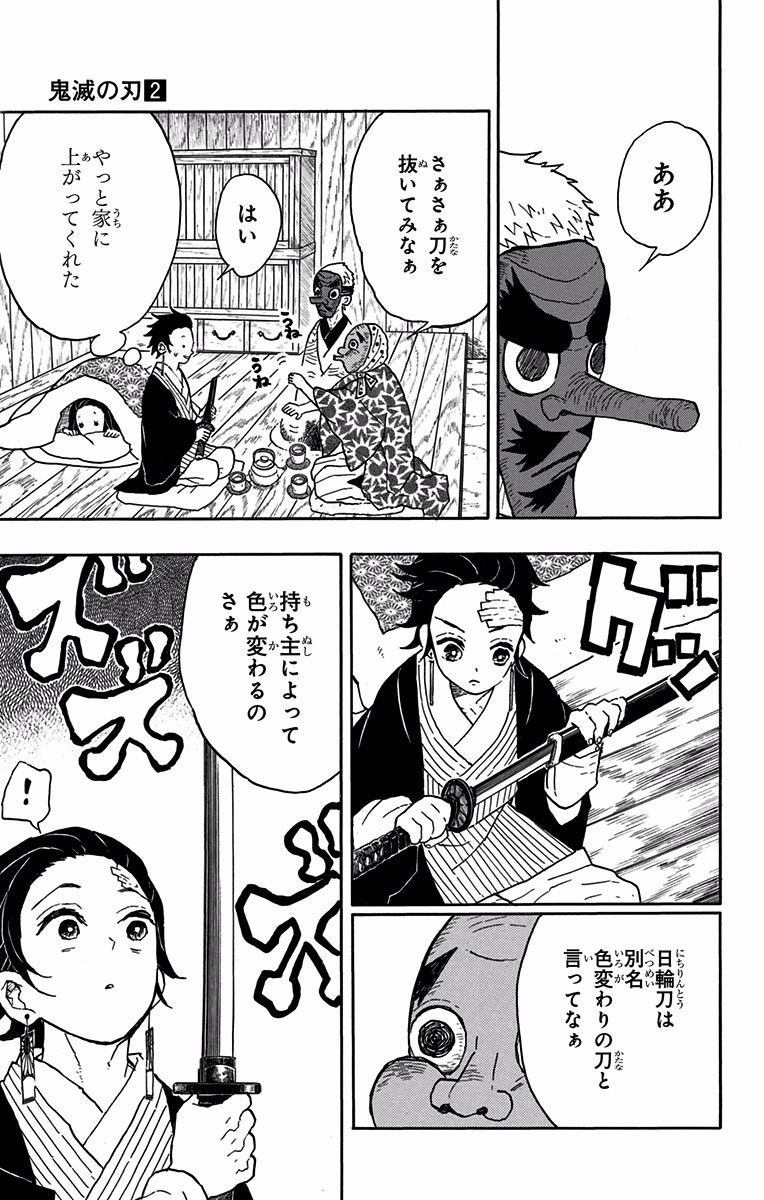 鬼滅の刃2
ああ
さぁさぁ刀を
抜いてみなぁ
はい
やっと家に
上がってくれた
うね
うね
グッ
日輪刀は
別名
色変わりの刀と
言ってなぁ
持ち主によって
色が変わるの
さぁ
ズズ
ズズ
!